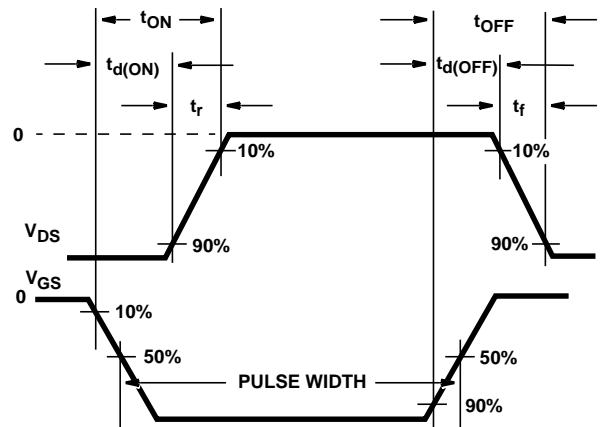 tON
tOFF
td(ON)
td(OFF)
tr
tf
0
10%
10%
VDS
90%
90%
VGS
0
10%
50%
50%
PULSE WIDTH
90%